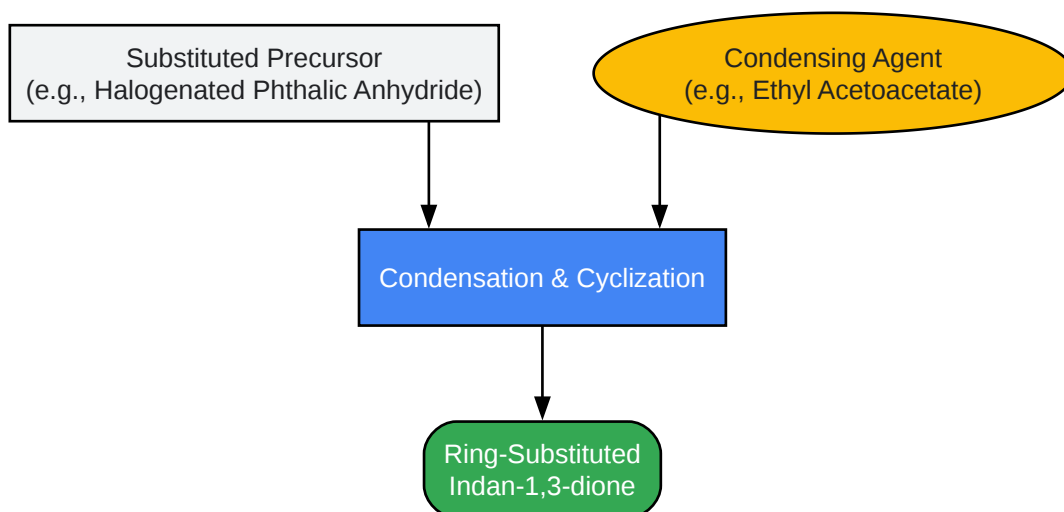 Substituted Precursor
(e.g., Halogenated Phthalic Anhydride)
Condensing Agent
(e.g., Ethyl Acetoacetate)
Condensation & Cyclization
Ring-Substituted
Indan-1,3-dione